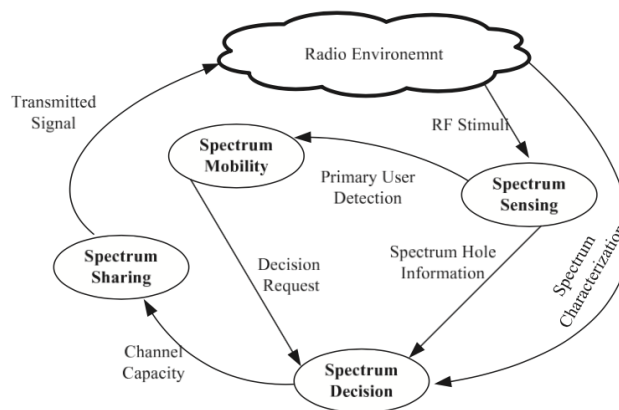 Radio Environemnt
Transmitted
Signal
RF Stimuli
Spectrum
Mobility
Primary User
Detection
Spectrum
Sensing
Spectrum
Sharing
Decision
Request
Spectrum Hole
Information
Spectrum
Characterization
Channel
Capacity
Spectrum
Decision